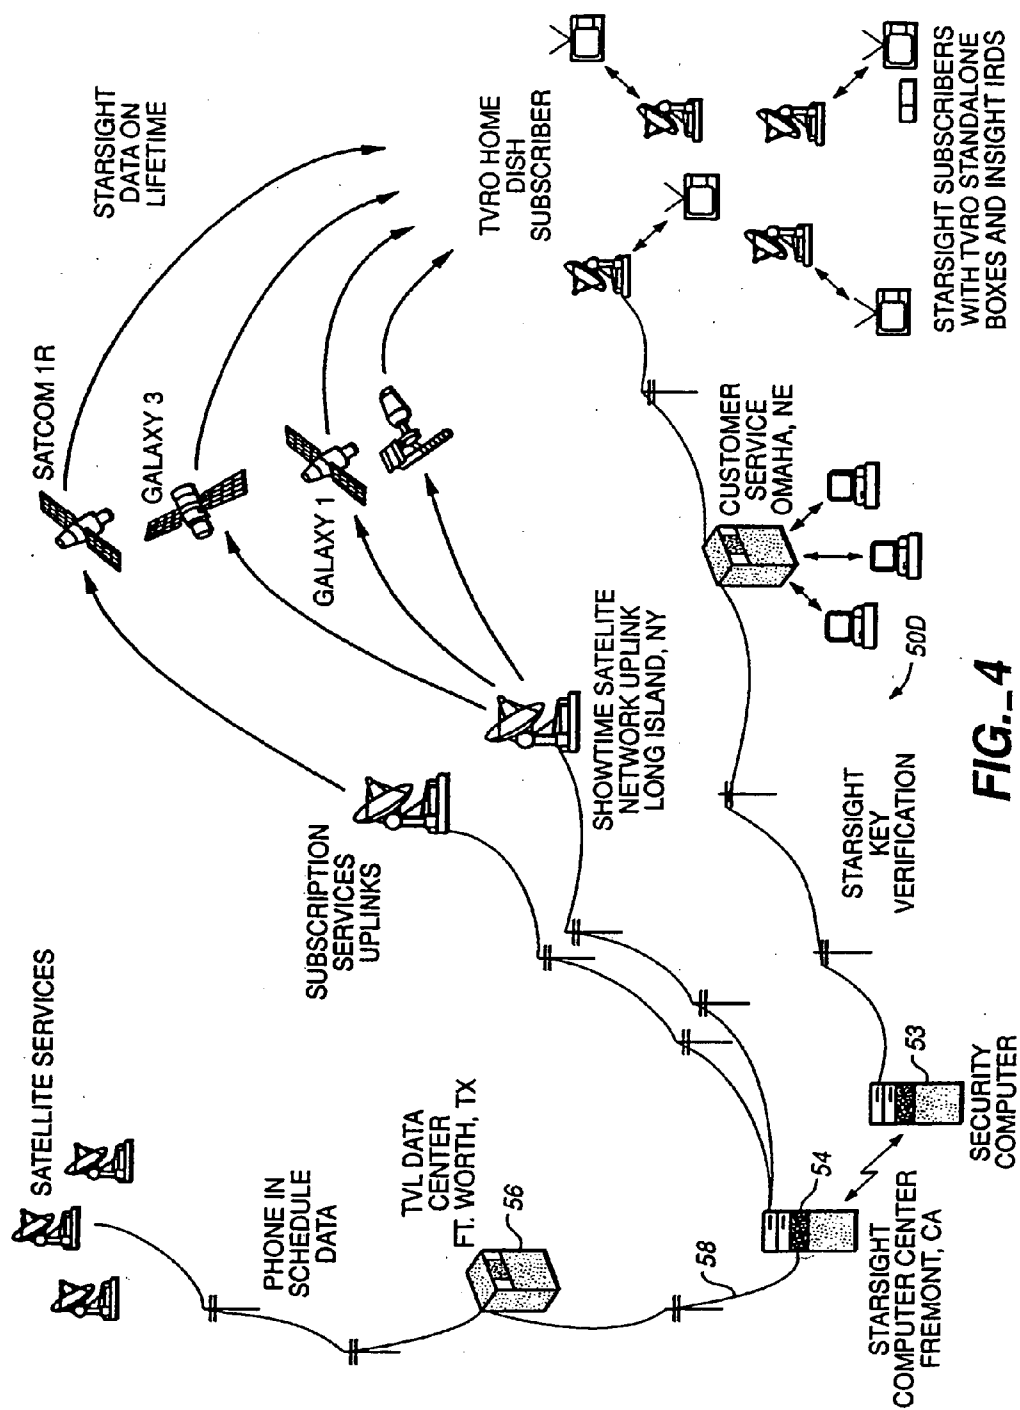 SATELLITE SERVICES
PHONE IN
SCHEDULE
DATA
TVL DATA
CENTER
FT. WORTH, TX
56
58
54
STARSIGHT
COMPUTER CENTER
FREMONT, CA
53
SECURITY
COMPUTER
SUBSCRIPTION
SERVICES
UPLINKS
SHOWTIME SATELITE
NETWORK UPLINK
LONG ISLAND, NY
STARSIGHT
KEY
VERIFICATION
50D
SATCOM 1R
GALAXY 3
GALAXY 1
CUSTOMER
SERVICE
OMAHA, NE
STARSIGHT
DATA ON
LIFETIME
TVRO HOME
DISH
SUBSCRIBER
STARSIGHT SUBSCRIBERS
WITH TVRO STANDALONE
BOXES AND INSIGHT IRDS
FIG._4